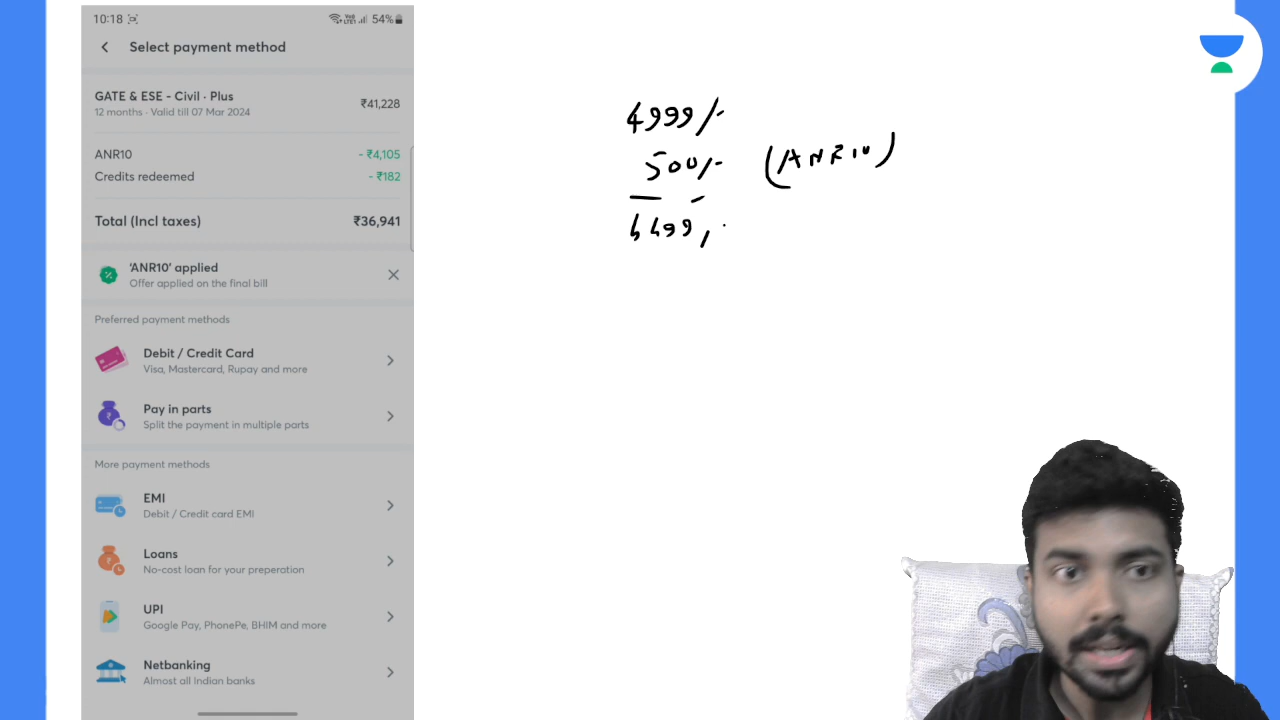 10:18 54%
Select payment method
GATE & ESE - Civil · Plus ₹41,228
12 months · Valid till 07 Mar 2024
ANR10 - ₹4,105
Credits redeemed - ₹182
Total (Incl taxes) ₹36,941
'ANR10' applied
Offer applied on the final bill
Preferred payment methods
Debit / Credit Card
Visa, Mastercard, Rupay and more
Pay in parts
Split the payment in multiple parts
More payment methods
EMI
Debit / Credit card EMI
Loans
No-cost loan for your preperation
UPI
Google Pay, PhonePe, BHIM and more
Netbanking
Almost all Indian banks
4999/-
500/- (ANR10)
4499/